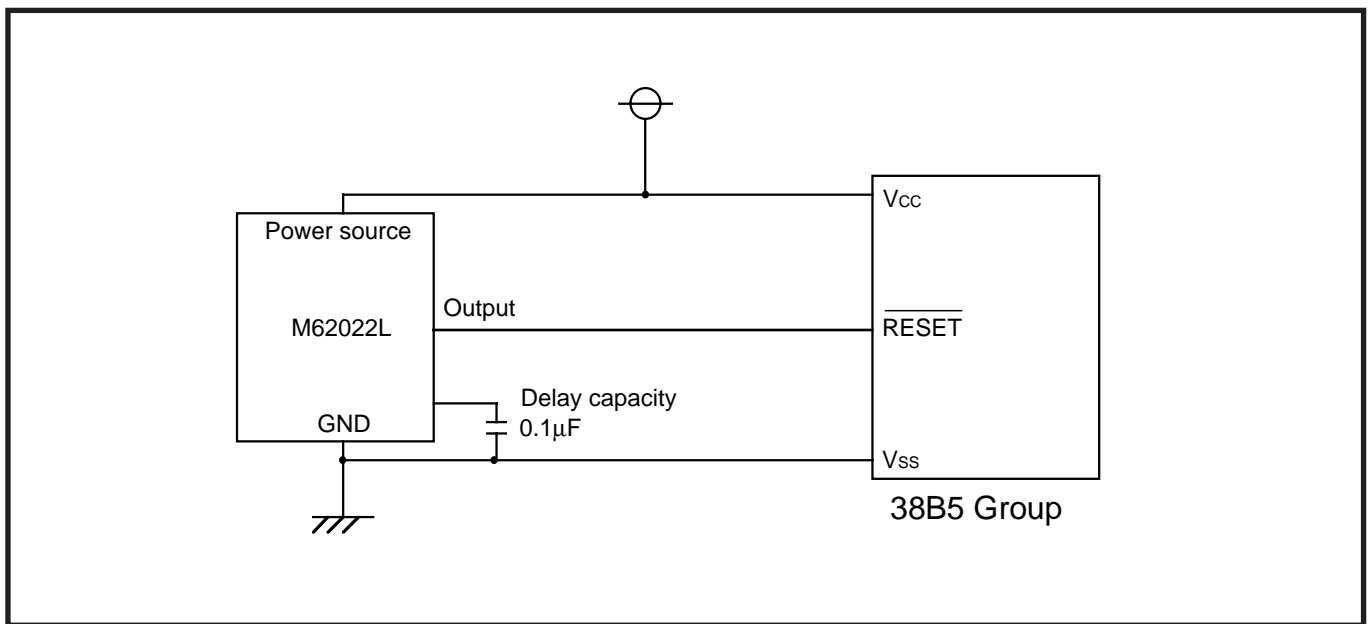 Vcc
Power source
Output
M62022L
RESET
Delay capacity
0.1μF
GND
Vss
38B5 Group